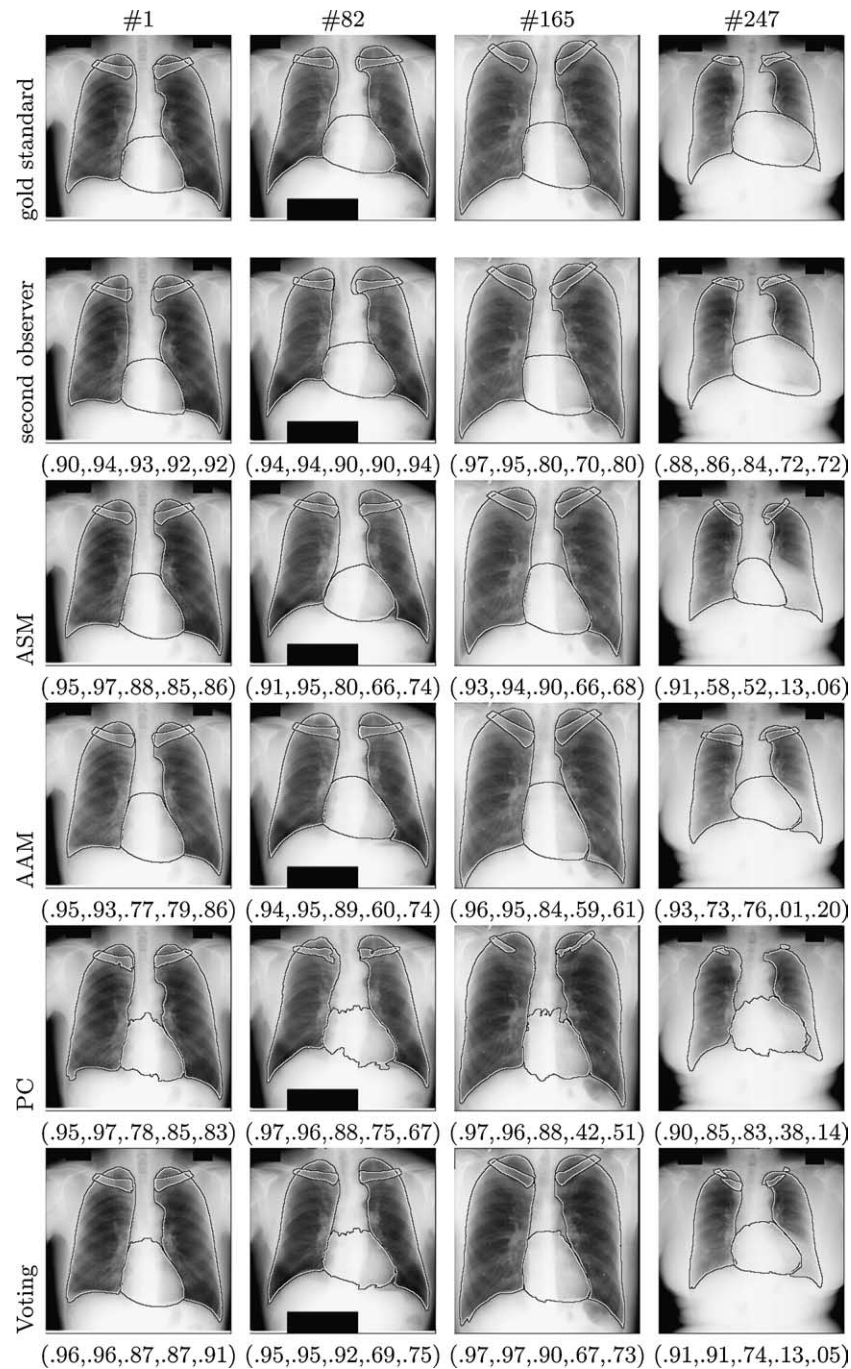 #1 #82 #165 #247
gold standard
second observer
(.90,.94,.93,.92,.92) (.94,.94,.90,.90,.94) (.97,.95,.80,.70,.80) (.88,.86,.84,.72,.72)
ASM
(.95,.97,.88,.85,.86) (.91,.95,.80,.66,.74) (.93,.94,.90,.66,.68) (.91,.58,.52,.13,.06)
AAM
(.95,.93,.77,.79,.86) (.94,.95,.89,.60,.74) (.96,.95,.84,.59,.61) (.93,.73,.76,.01,.20)
PC
(.95,.97,.78,.85,.83) (.97,.96,.88,.75,.67) (.97,.96,.88,.42,.51) (.90,.85,.83,.38,.14)
Voting
(.96,.96,.87,.87,.91) (.95,.95,.92,.69,.75) (.97,.97,.90,.67,.73) (.91,.91,.74,.13,.05)